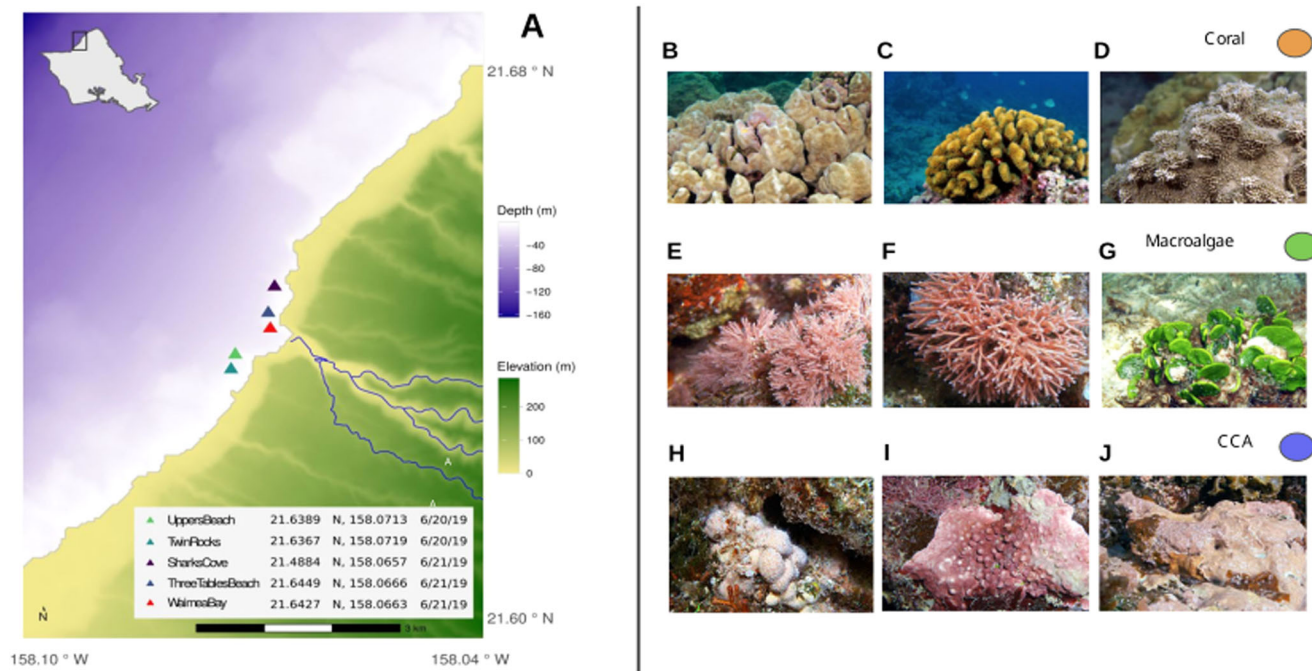 A
21.68 ° N
Depth (m)
−40
−80
−120
−160
Elevation (m)
200
100
0
A
A
UppersBeach 21.6389 N, 158.0713 6/20/19
TwinRocks 21.6367 N, 158.0719 6/20/19
SharksCove 21.4884 N, 158.0657 6/21/19
ThreeTablesBeach 21.6449 N, 158.0666 6/21/19
WaimeaBay 21.6427 N, 158.0663 6/21/19
N
3 km
21.60 ° N
158.10 ° W
158.04 ° W
Coral
B
C
D
Macroalgae
E
F
G
CCA
H
I
J